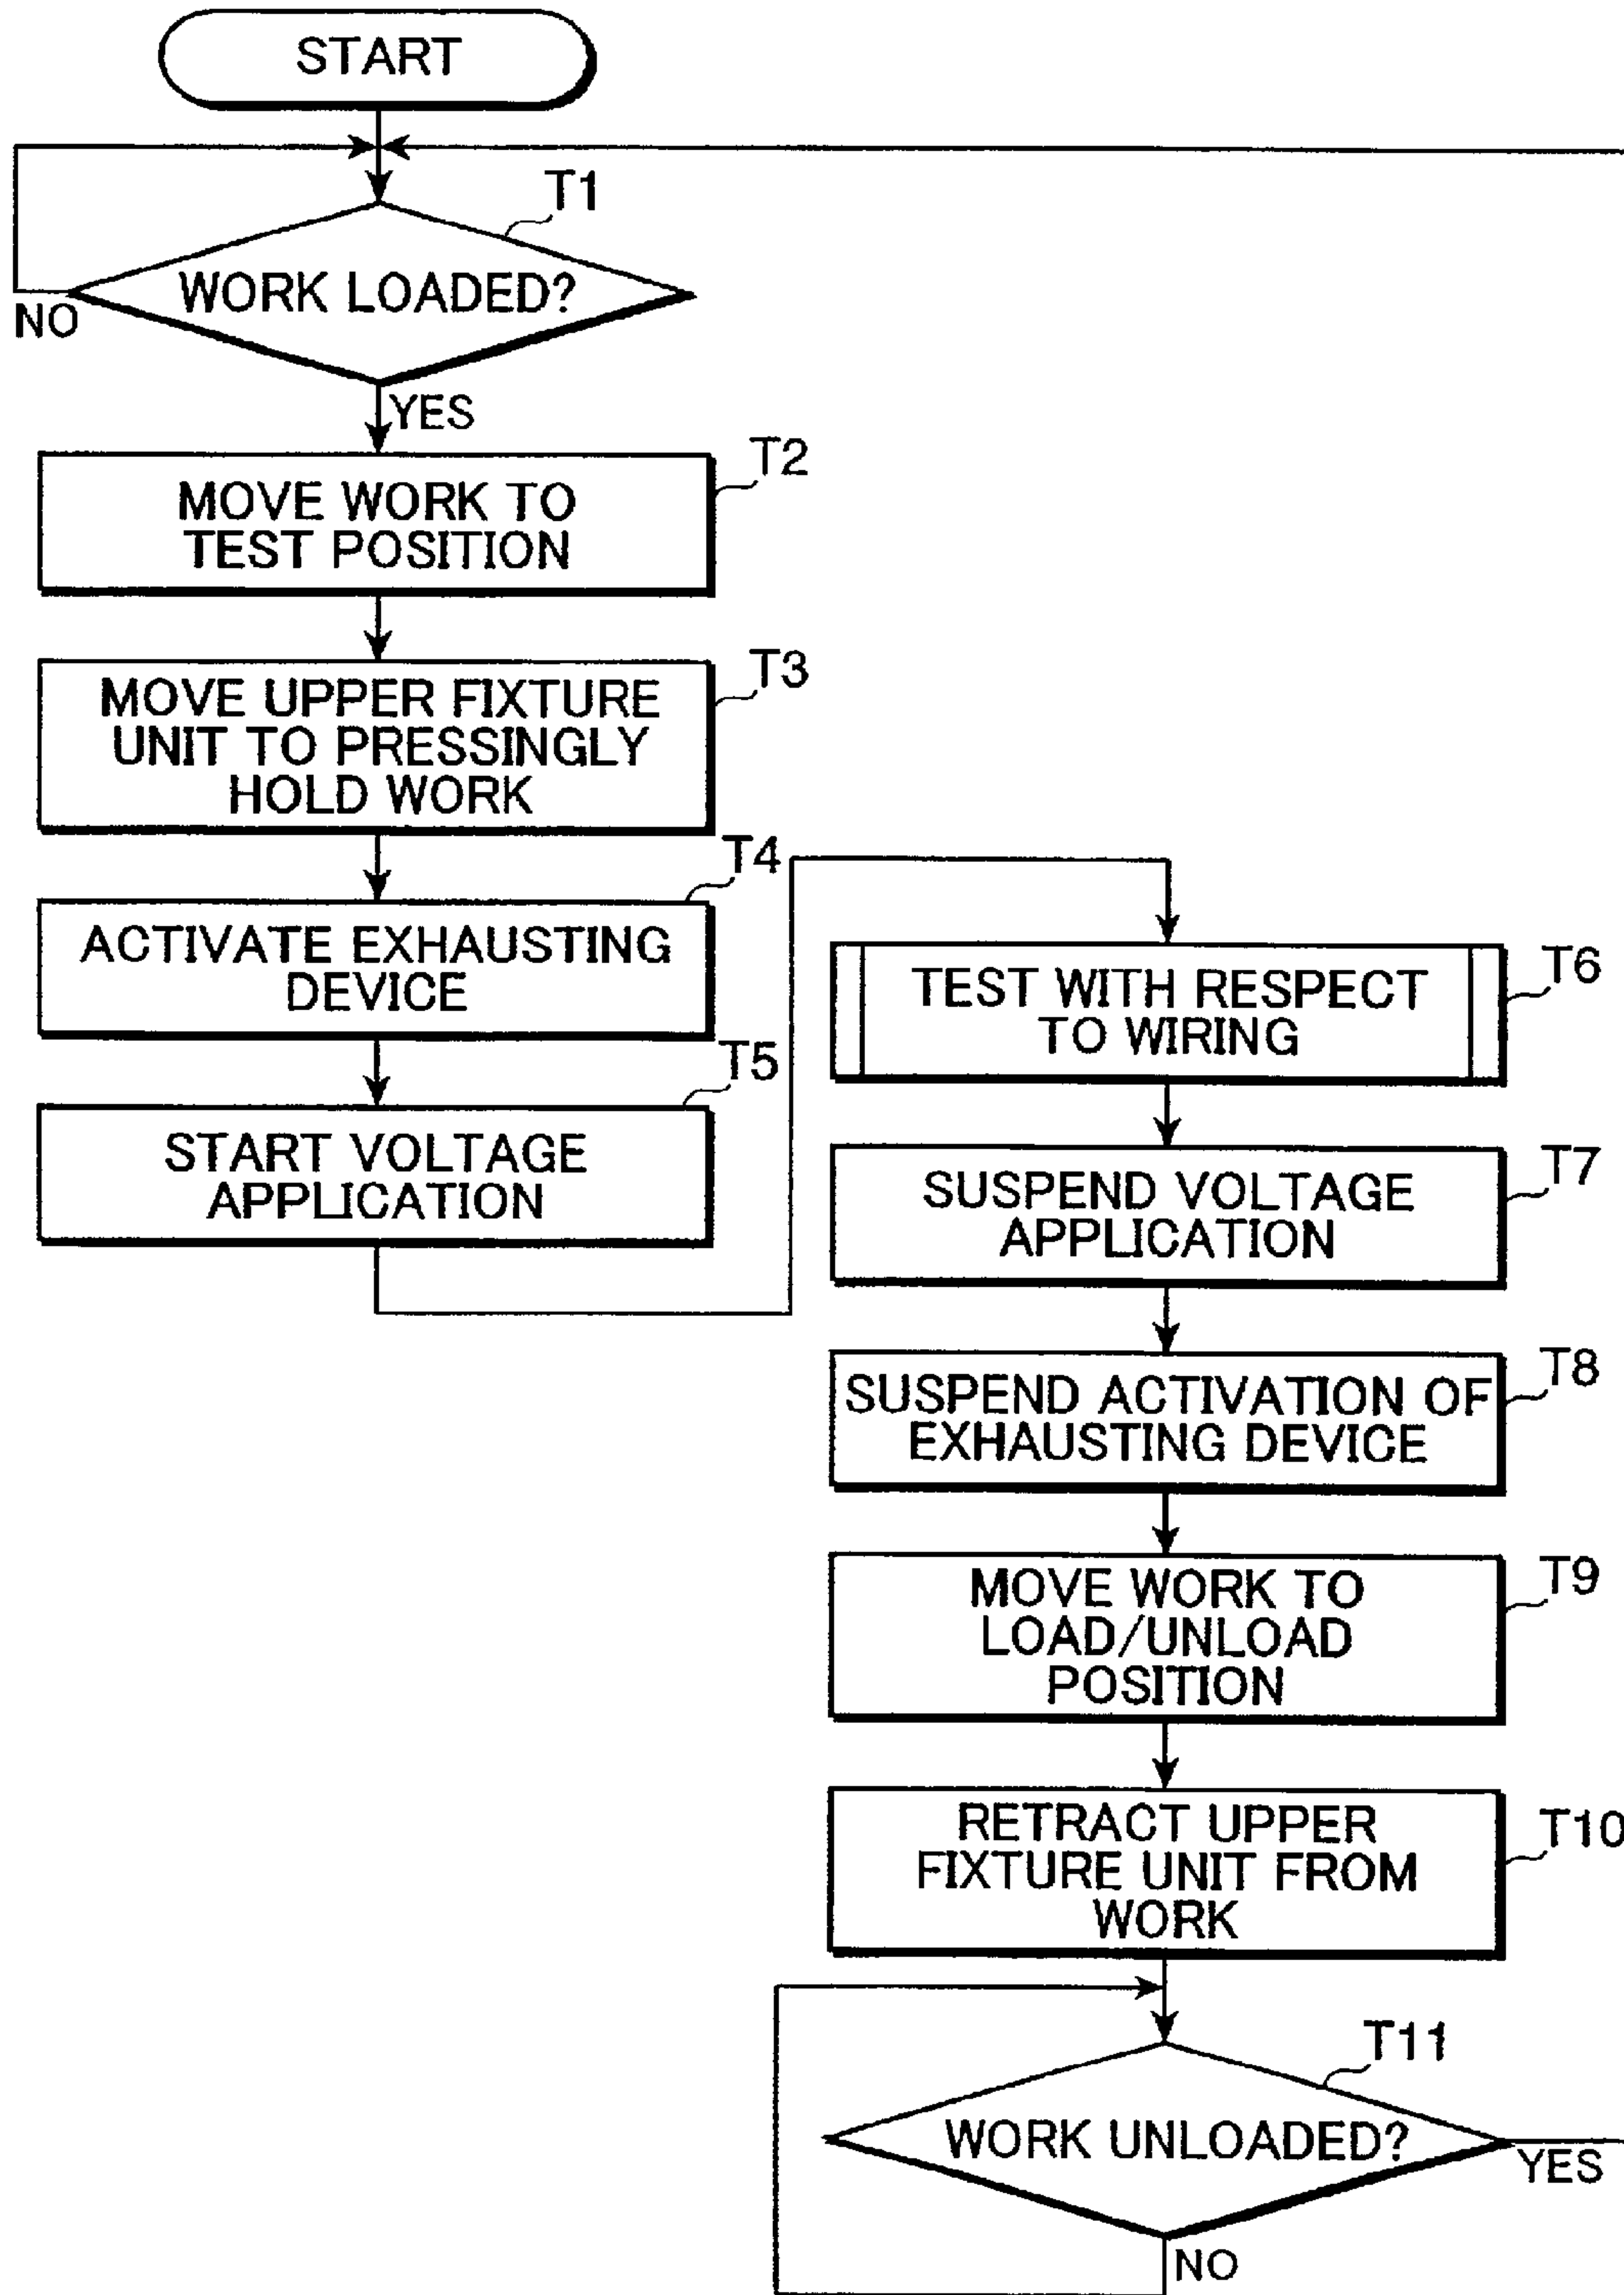 START
T1
WORK LOADED?
NO
YES
T2
MOVE WORK TO
TEST POSITION
T3
MOVE UPPER FIXTURE
UNIT TO PRESSINGLY
HOLD WORK
T4
ACTIVATE EXHAUSTING
DEVICE
T5
START VOLTAGE
APPLICATION
T6
TEST WITH RESPECT
TO WIRING
T7
SUSPEND VOLTAGE
APPLICATION
T8
SUSPEND ACTIVATION OF
EXHAUSTING DEVICE
T9
MOVE WORK TO
LOAD/UNLOAD
POSITION
T10
RETRACT UPPER
FIXTURE UNIT FROM
WORK
T11
WORK UNLOADED?
YES
NO